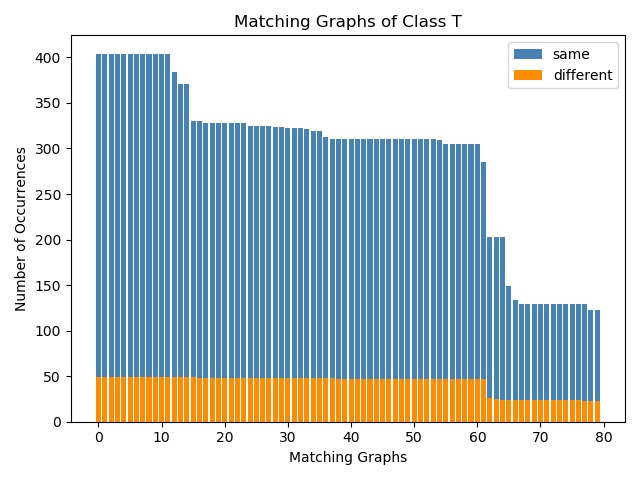 Matching Graphs of Class T
same
different
Number of Occurrences
400
350
300
250
200
150
100
50
0
0 10 20 30 40 50 60 70 80
Matching Graphs